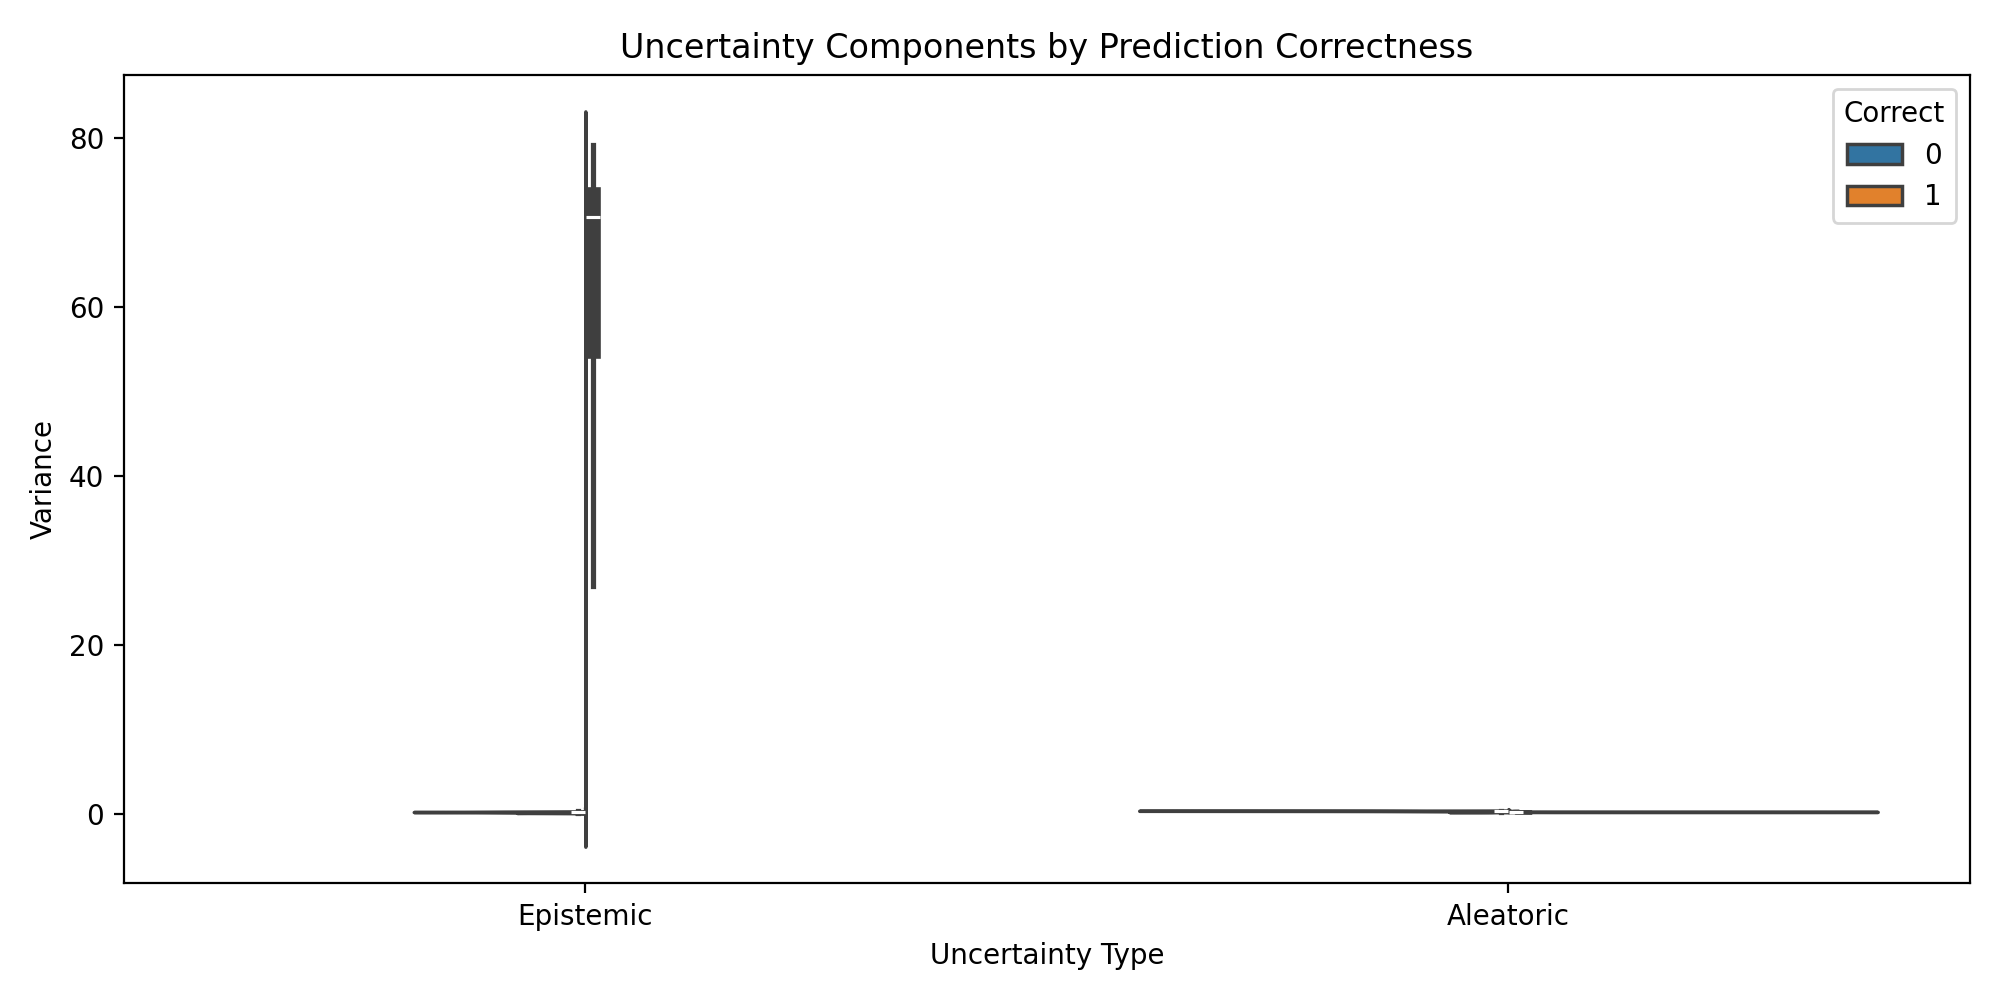 Uncertainty Components by Prediction Correctness
Correct
0
1
80
60
40
20
0
Variance
Epistemic
Aleatoric
Uncertainty Type